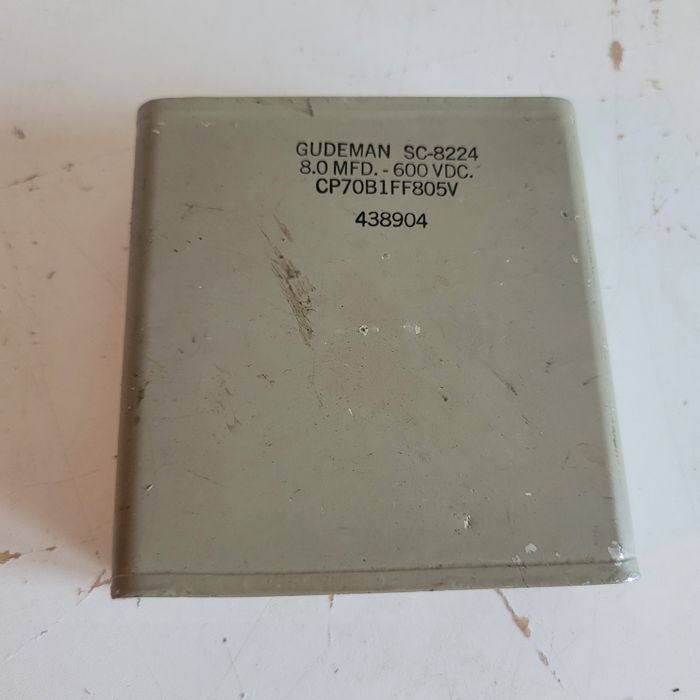 GUDEMAN SC-8224
8.0 MFD. - 600 VDC.
CP70B1FF805V
438904